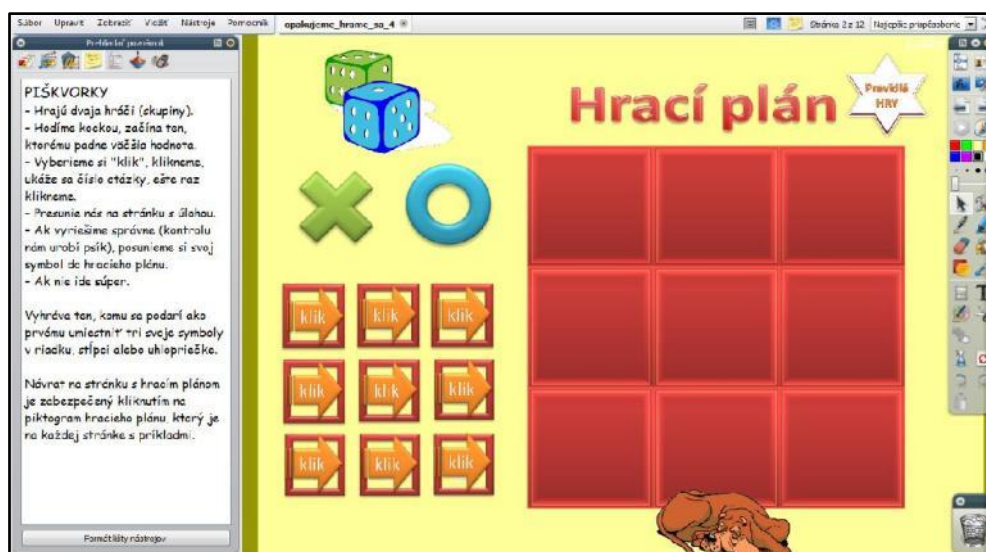 Súbor Upraviť Zobraziť Vložiť Nástroje Pomocník opakujeme_hrame_sa_4
Stránka 2 z 12 Najlepšie prispôsobenie
Prehliadač poznámok
PIŠKVORKY
- Hrajú dvaja hráči (skupiny).
- Hodíme kockou, začína ten,
ktorému padne väčšia hodnota.
- Vyberieme si "klik", klikneme,
ukáže sa číslo otázky, ešte raz
klikneme.
- Presunie nás na stránku s úlohou.
- Ak vyriešime správne (kontrolu
nám urobí psík), posunieme si svoj
symbol do hracieho plánu.
- Ak nie ide súper.
Vyhráva ten, komu sa podarí ako
prvému umiestniť tri svoje symboly
v riadku, stĺpci alebo uhlopriečke.
Návrat na stránku s hracím plánom
je zabezpečený kliknutím na
piktogram hracieho plánu, ktorý je
na každej stránke s príkladmi.
Hrací plán
Pravidlá
HRY
klik klik klik
klik klik klik
klik klik klik